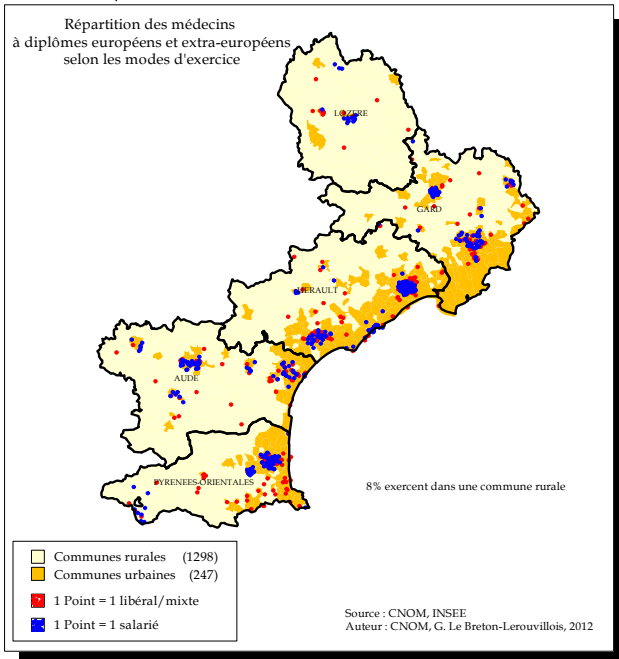 Répartition des médecins
à diplômes européens et extra-européens
selon les modes d'exercice
LOZERE
GARD
HERAULT
AUDE
PYRENEES-ORIENTALES
8% exercent dans une commune rurale
Communes rurales (1298)
Communes urbaines (247)
1 Point = 1 libéral/mixte
1 Point = 1 salarié
Source : CNOM, INSEE
Auteur : CNOM, G. Le Breton-Lerouvillois, 2012